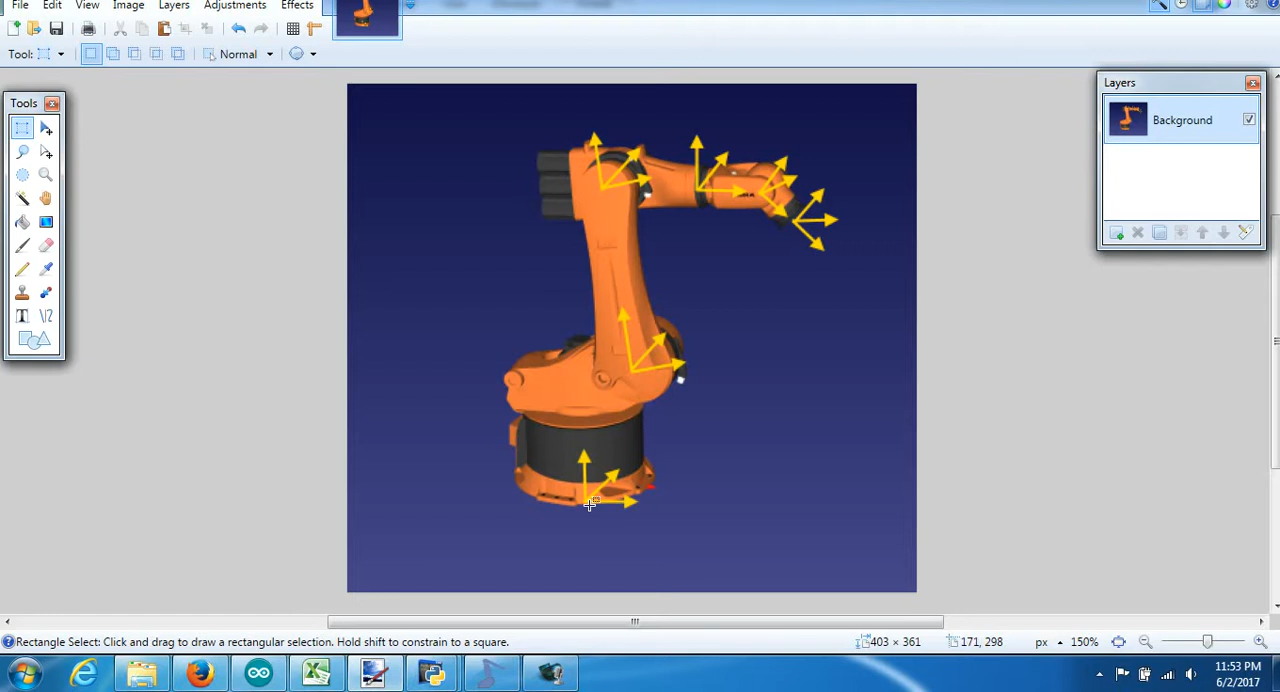 File Edit View Image Layers Adjustments Effects
Tool: Normal
Tools
Layers
Background
Rectangle Select: Click and drag to draw a rectangular selection. Hold shift to constrain to a square.
403 × 361
171, 298
px
150%
11:53 PM
6/2/2017